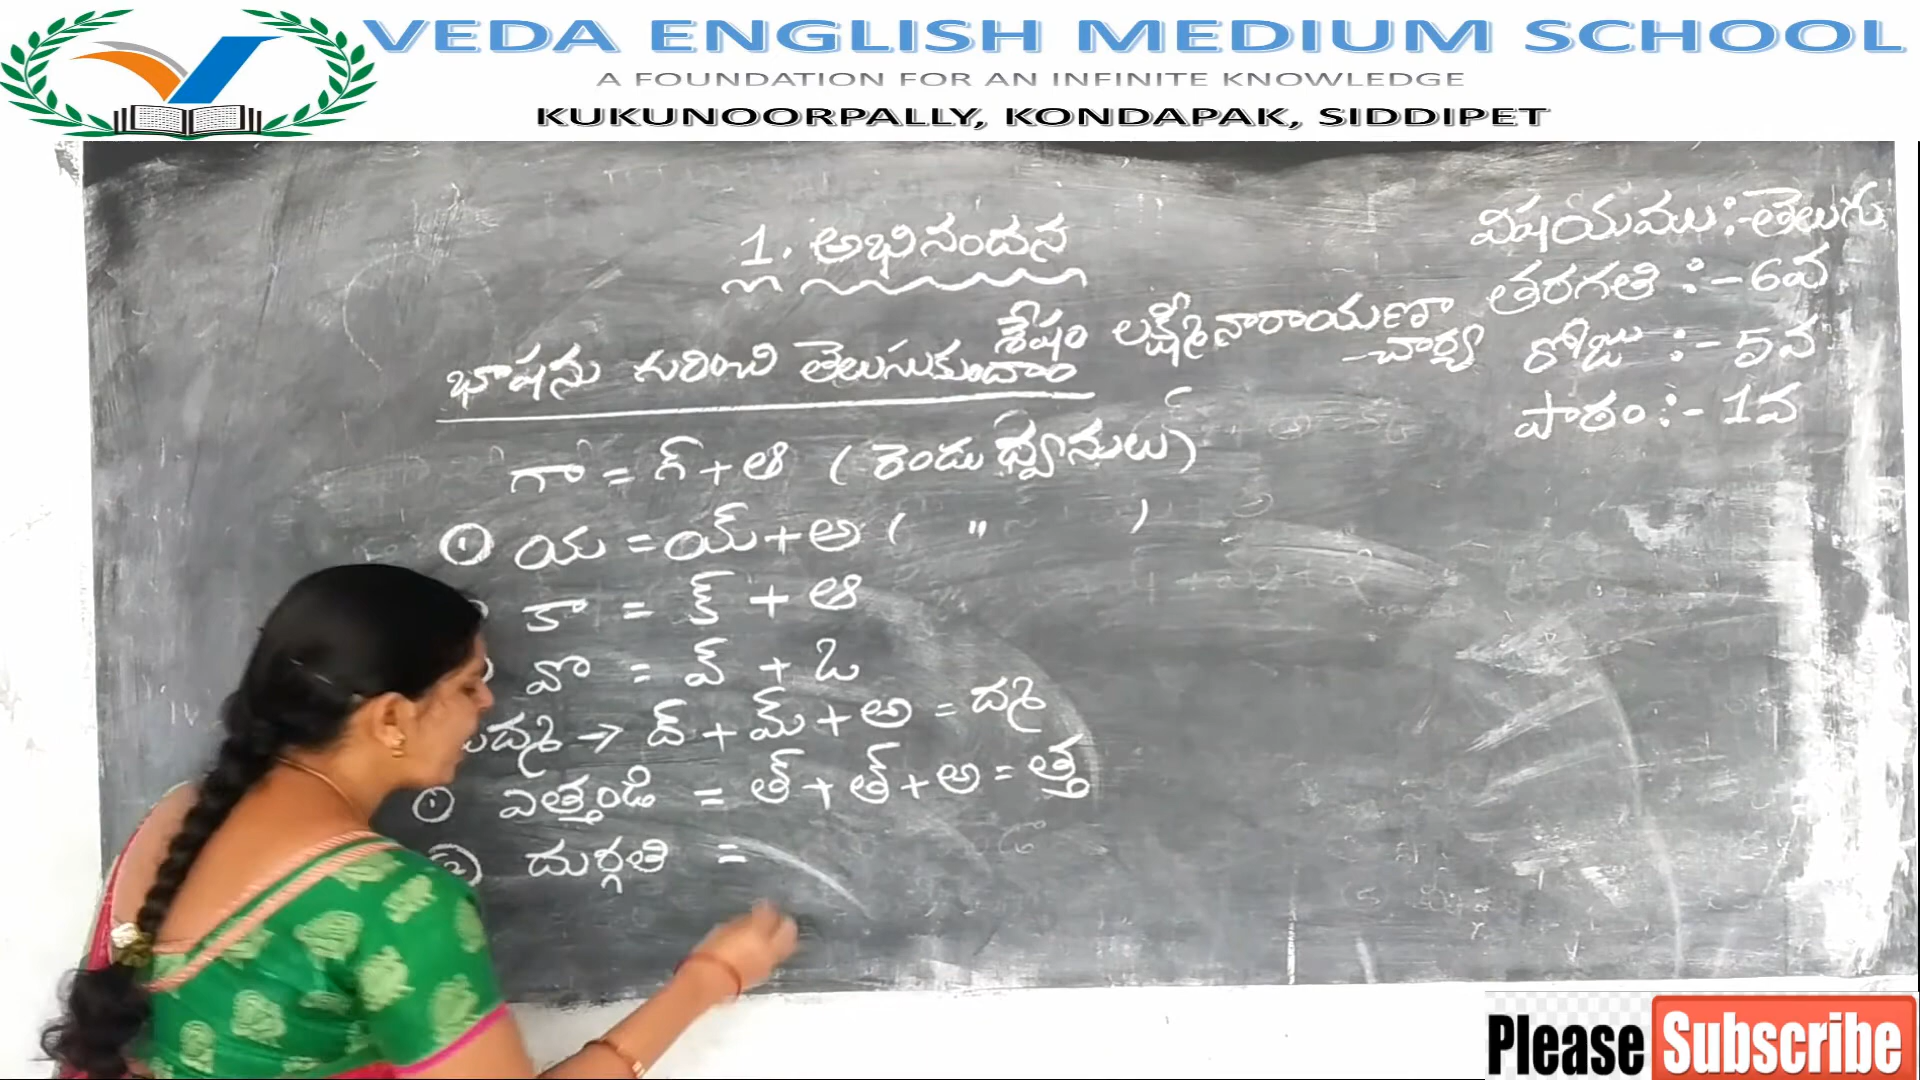 VEDA ENGLISH MEDIUM SCHOOL
A FOUNDATION FOR AN INFINITE KNOWLEDGE
KUKUNOORPALLY, KONDAPAK, SIDDIPET
1. అభినందన
శేషం లక్ష్మీనారాయణా
-చార్య
విషయము :- తెలుగు
తరగతి :- 6వ
రోజు :- 5వ
పాఠం :- 1వ
భాషను గురించి తెలుసుకుందాం
గా = గ్ + ఆ ( రెండు ధ్వనులు )
① య = య్ + అ ( " )
కా = క్ + ఆ
వొ = వ్ + ఒ
పద్మ → ద్ + మ్ + అ = ద్మ
① ఎత్తండి = త్ + త్ + అ = త్త
② దుర్గతి =
Please Subscribe